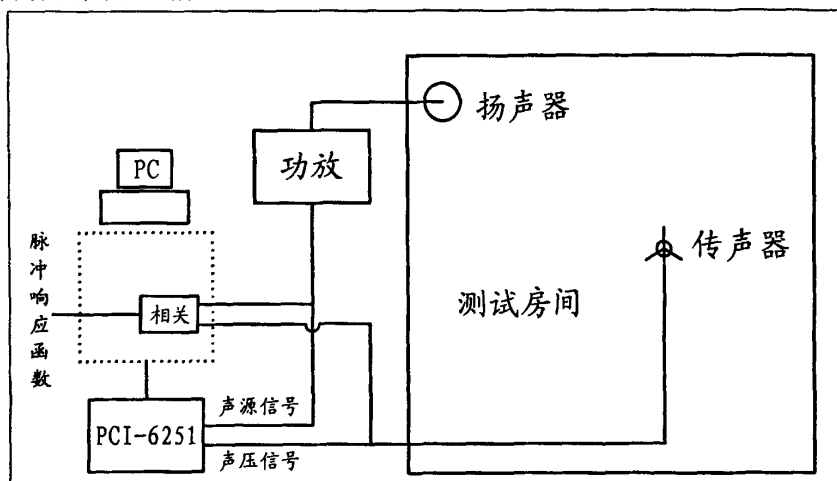 扬声器
功放
PC
脉冲响应函数
传声器
相关
测试房间
声源信号
PCI-6251
声压信号